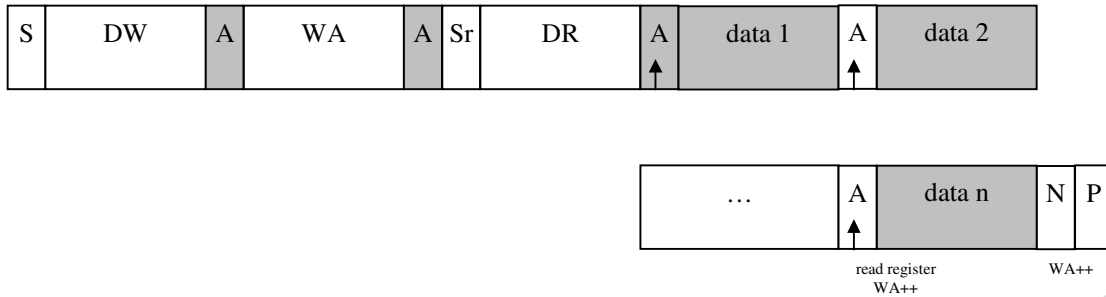 S DW A WA A Sr DR A data 1 A data 2
… A data n N P
read register WA++
WA++